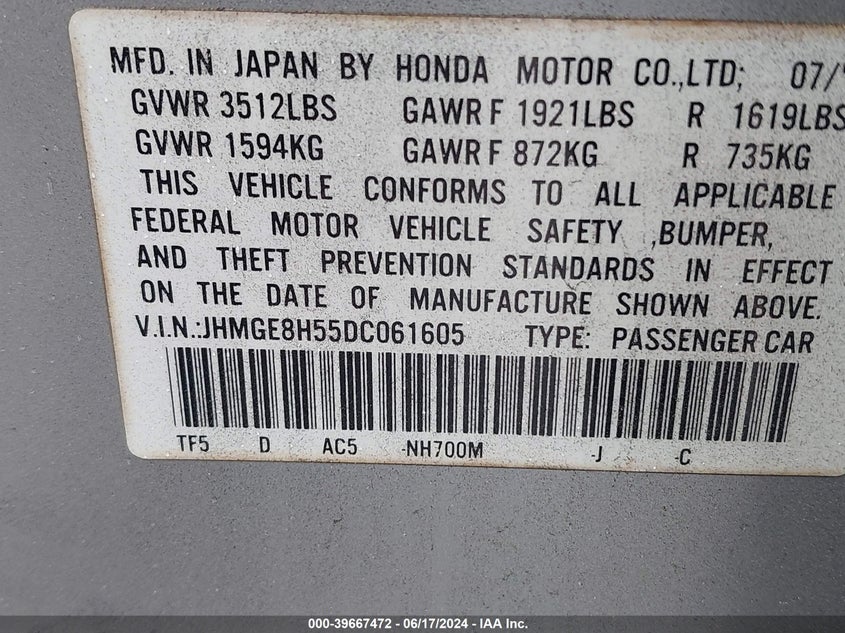 MFD. IN JAPAN BY HONDA MOTOR CO.,LTD; 07/
GVWR 3512LBS GAWR F 1921LBS R 1619LBS
GVWR 1594KG GAWR F 872KG R 735KG
THIS VEHICLE CONFORMS TO ALL APPLICABLE
FEDERAL MOTOR VEHICLE SAFETY ,BUMPER,
AND THEFT PREVENTION STANDARDS IN EFFECT
ON THE DATE OF MANUFACTURE SHOWN ABOVE.
V.I.N.:JHMGE8H55DC061605 TYPE: PASSENGER CAR
TF5 D AC5 -NH700M -J -C
000-39667472 - 06/17/2024 - IAA Inc.